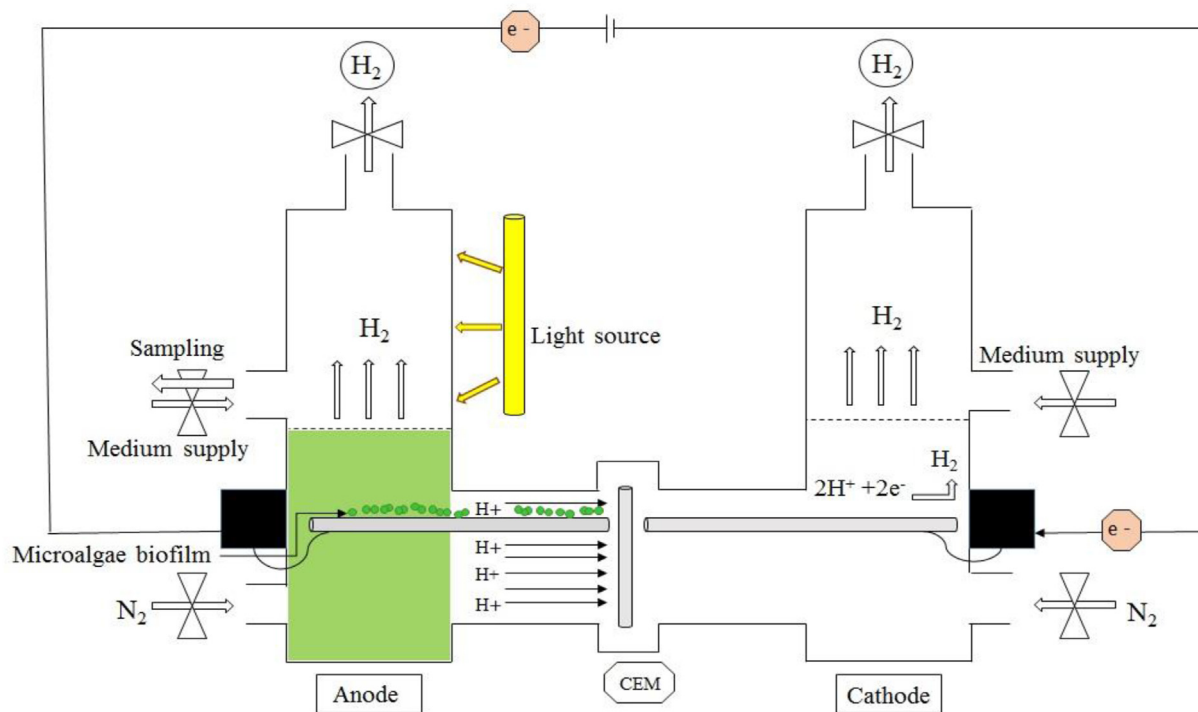 e -
H₂
H₂
Sampling
H₂
Light source
H₂
Medium supply
Medium supply
H+
H₂
2H⁺ +2e⁻
e -
Microalgae biofilm
H+
H+
H+
N₂
N₂
Anode
CEM
Cathode